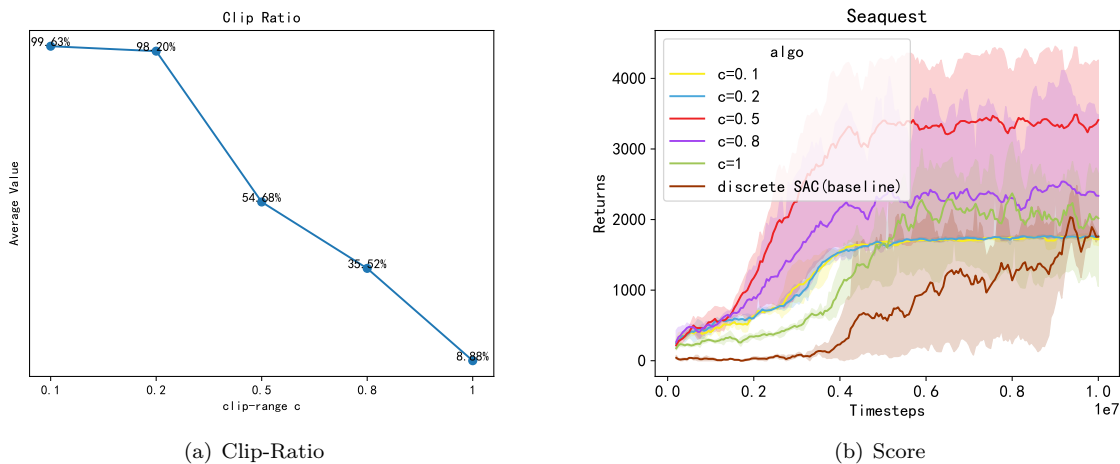 Clip Ratio
99.63%
98.20%
54.68%
35.52%
8.88%
Average Value
0.1 0.2 0.5 0.8 1
clip-range c
(a) Clip-Ratio
Seaquest
algo
c=0.1
c=0.2
c=0.5
c=0.8
c=1
discrete SAC(baseline)
Returns
4000
3000
2000
1000
0
0.0 0.2 0.4 0.6 0.8 1.0
1e7
Timesteps
(b) Score